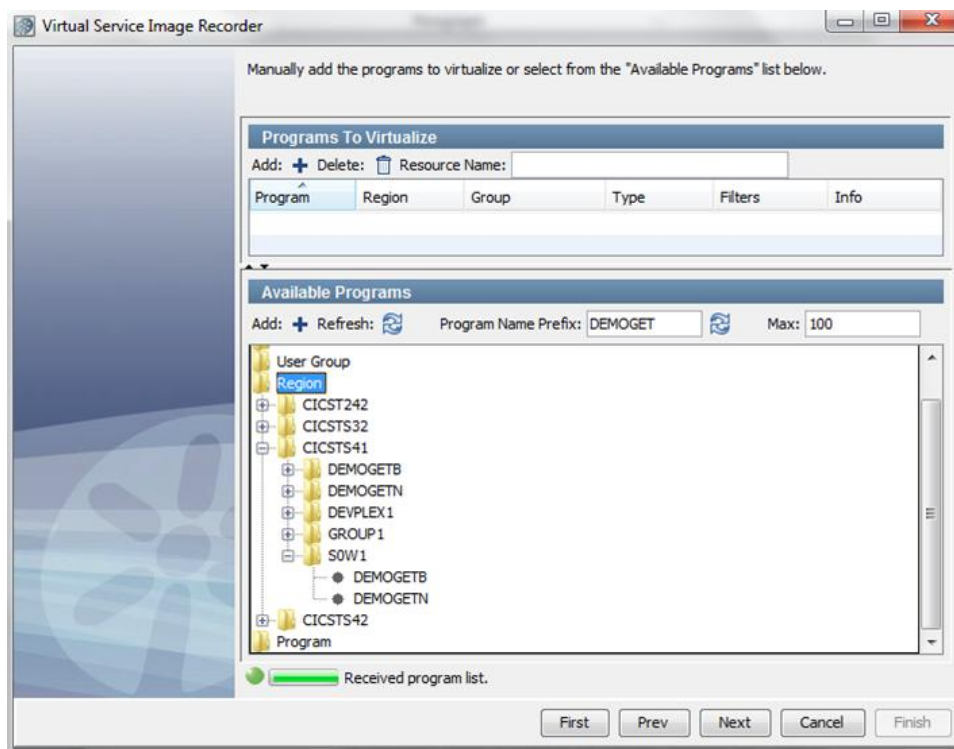 Virtual Service Image Recorder
Manually add the programs to virtualize or select from the "Available Programs" list below.
Programs To Virtualize
Add: Delete: Resource Name:
Program Region Group Type Filters Info
Available Programs
Add: Refresh: Program Name Prefix: DEMOGET Max: 100
User Group
Region
CICST242
CICSTS32
CICSTS41
DEMOGETB
DEMOGETN
DEVPLEX1
GROUP1
S0W1
DEMOGETB
DEMOGETN
CICSTS42
Program
Received program list.
First Prev Next Cancel Finish